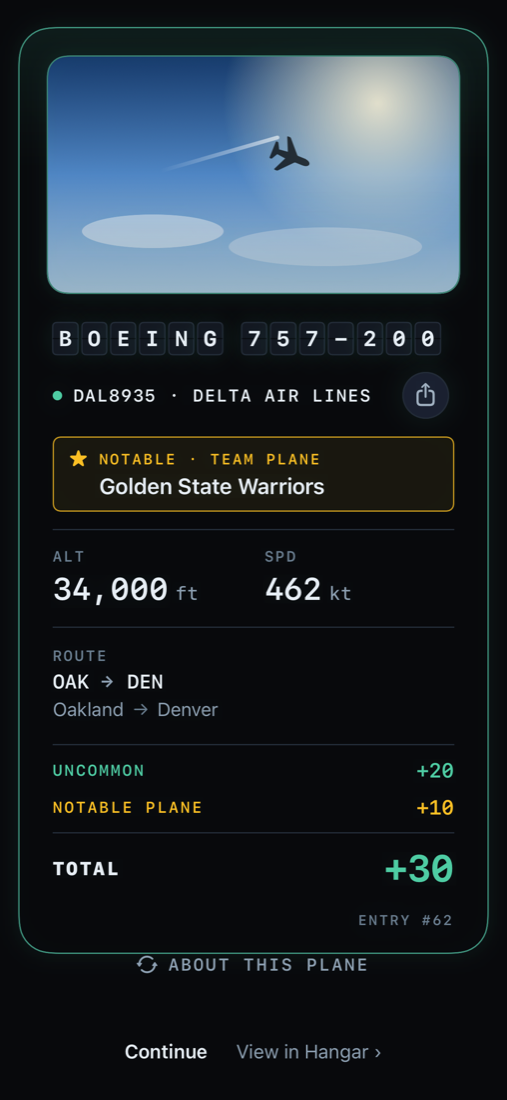 BOEING 757-200
DAL8935 · DELTA AIR LINES
NOTABLE · TEAM PLANE
Golden State Warriors
ALT SPD
34,000 ft 462 kt
ROUTE
OAK → DEN
Oakland → Denver
UNCOMMON +20
NOTABLE PLANE +10
TOTAL +30
ENTRY #62
ABOUT THIS PLANE
Continue View in Hangar ›